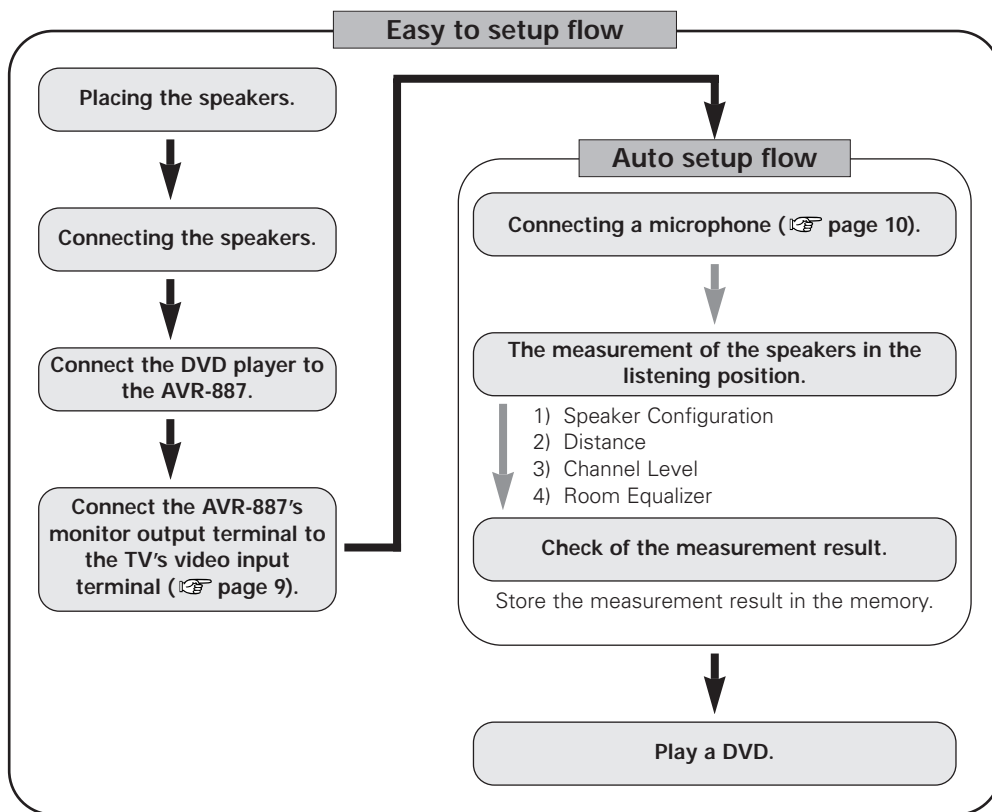 Easy to setup flow
Placing the speakers.
Connecting the speakers.
Connect the DVD player to
the AVR-887.
Connect the AVR-887's
monitor output terminal to
the TV's video input
terminal (☞ page 9).
Auto setup flow
Connecting a microphone (☞ page 10).
The measurement of the speakers in the
listening position.
1) Speaker Configuration
2) Distance
3) Channel Level
4) Room Equalizer
Check of the measurement result.
Store the measurement result in the memory.
Play a DVD.